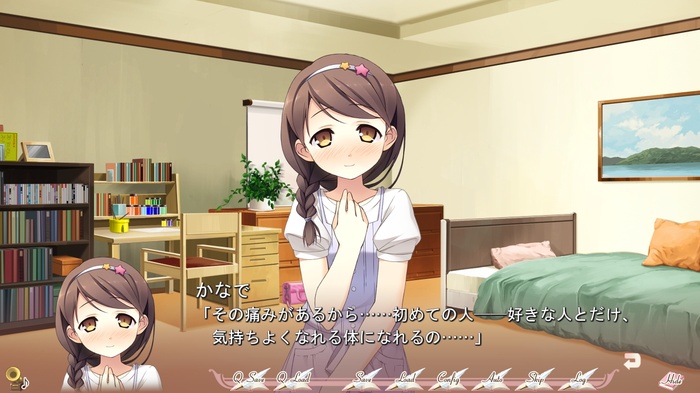 かなで
「その痛みがあるから……初めての人――好きな人とだけ、
気持ちよくなれる体になれるの……」
Q.Save Q.Load Save Load Config Auto Skip Log Hide